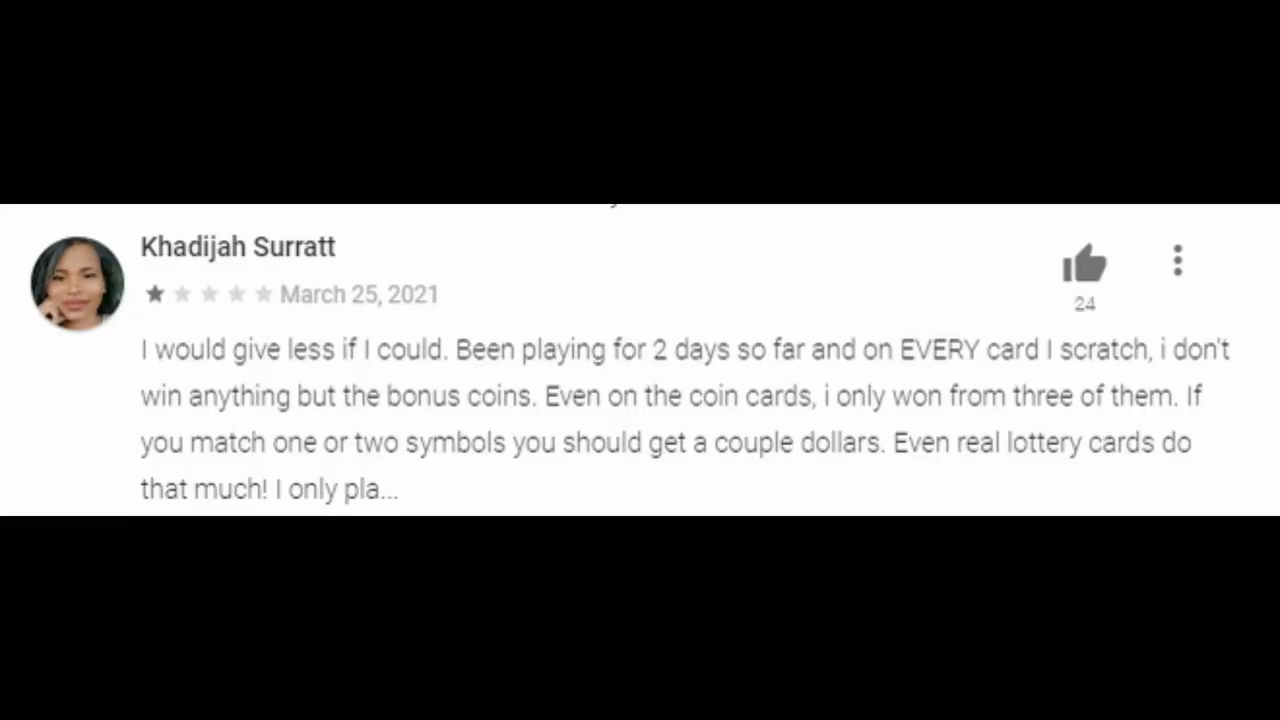 Khadijah Surratt
March 25, 2021
24
I would give less if I could. Been playing for 2 days so far and on EVERY card I scratch, i don't
win anything but the bonus coins. Even on the coin cards, i only won from three of them. If
you match one or two symbols you should get a couple dollars. Even real lottery cards do
that much! I only pla...